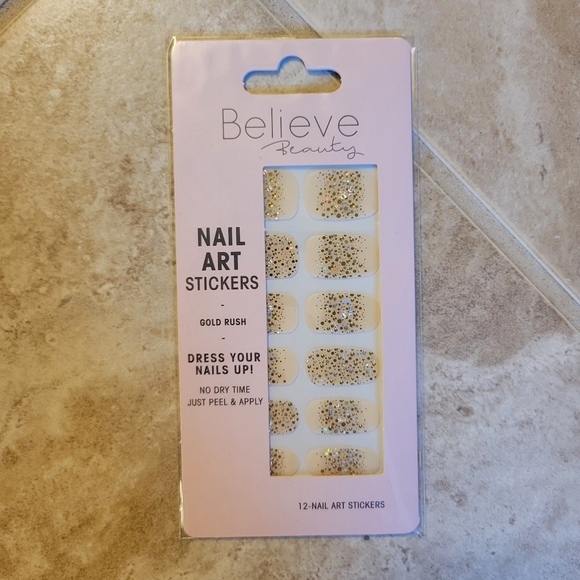 Believe
Beauty
NAIL
ART
STICKERS
-
GOLD RUSH
-
DRESS YOUR
NAILS UP!
NO DRY TIME
JUST PEEL & APPLY
12-NAIL ART STICKERS